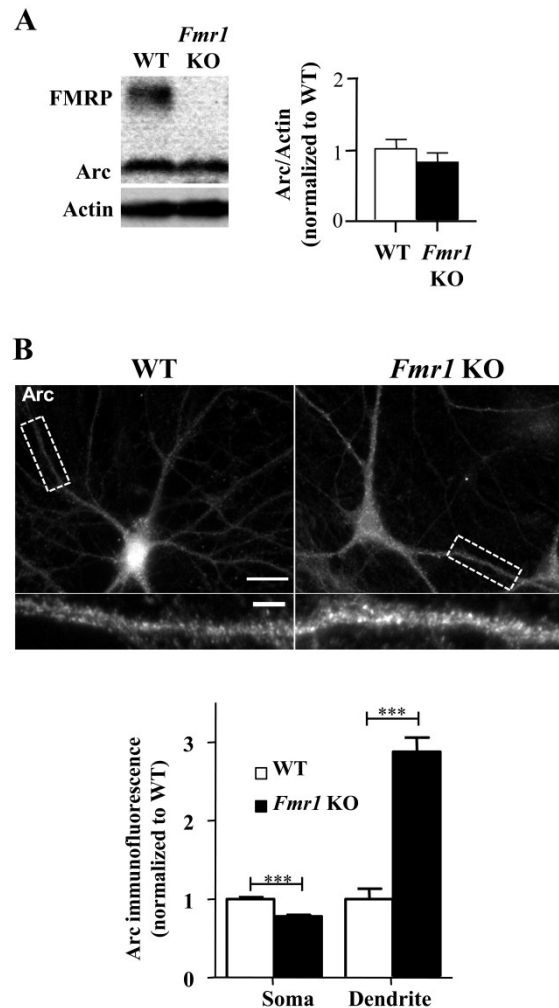 A
WT
Fmr1
KO
FMRP
Arc
Actin
Arc/Actin
(normalized to WT)
2
1
0
WT
Fmr1
KO
B
WT
Fmr1 KO
Arc
Arc immunofluorescence
(normalized to WT)
3
2
1
0
***
***
WT
Fmr1 KO
Soma
Dendrite